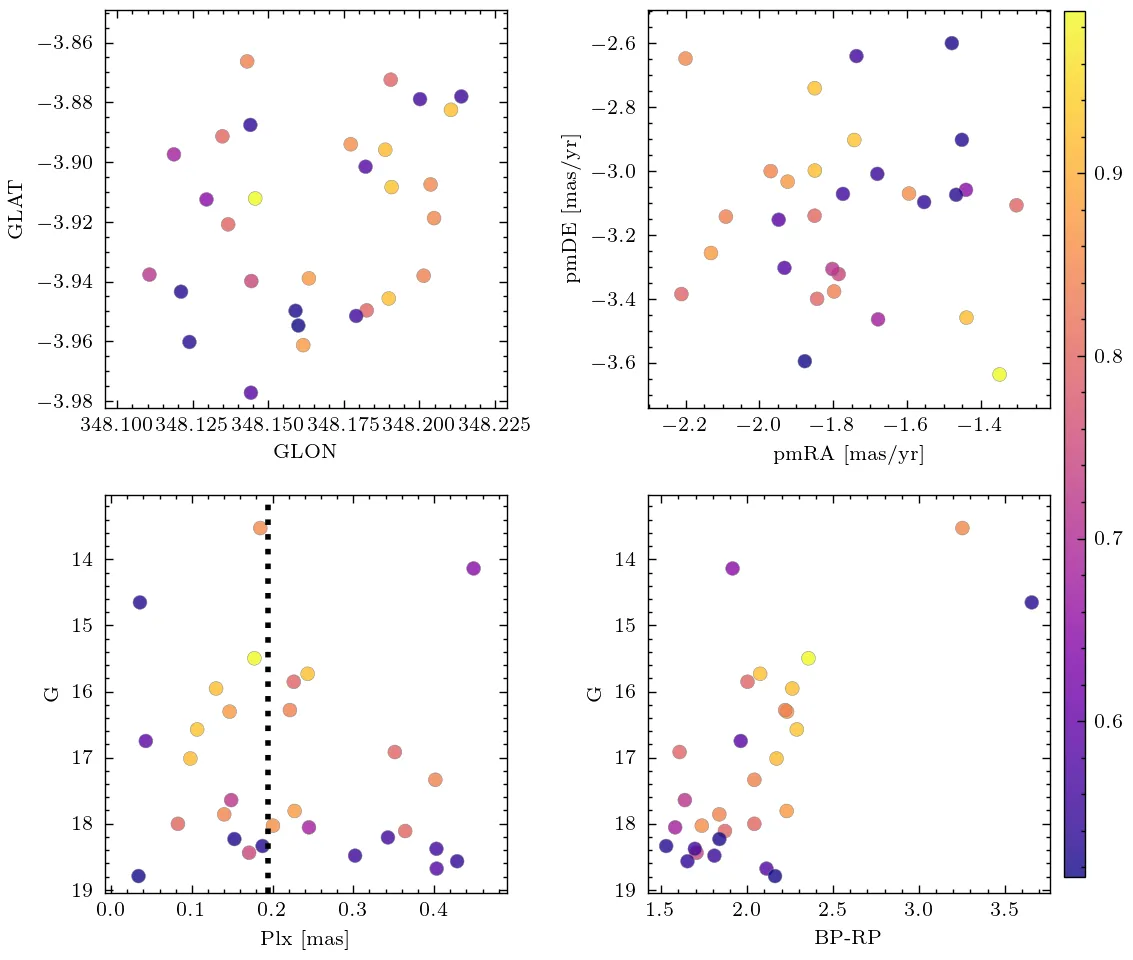 −3.86
−3.88
−3.90
−3.92
−3.94
−3.96
−3.98
GLAT
348.100 348.125 348.150 348.175 348.200 348.225
GLON
−2.6
−2.8
−3.0
−3.2
−3.4
−3.6
pmDE [mas/yr]
−2.2 −2.0 −1.8 −1.6 −1.4
pmRA [mas/yr]
14
15
16
17
18
19
G
0.0 0.1 0.2 0.3 0.4
Plx [mas]
14
15
16
17
18
19
G
1.5 2.0 2.5 3.0 3.5
BP-RP
0.9
0.8
0.7
0.6